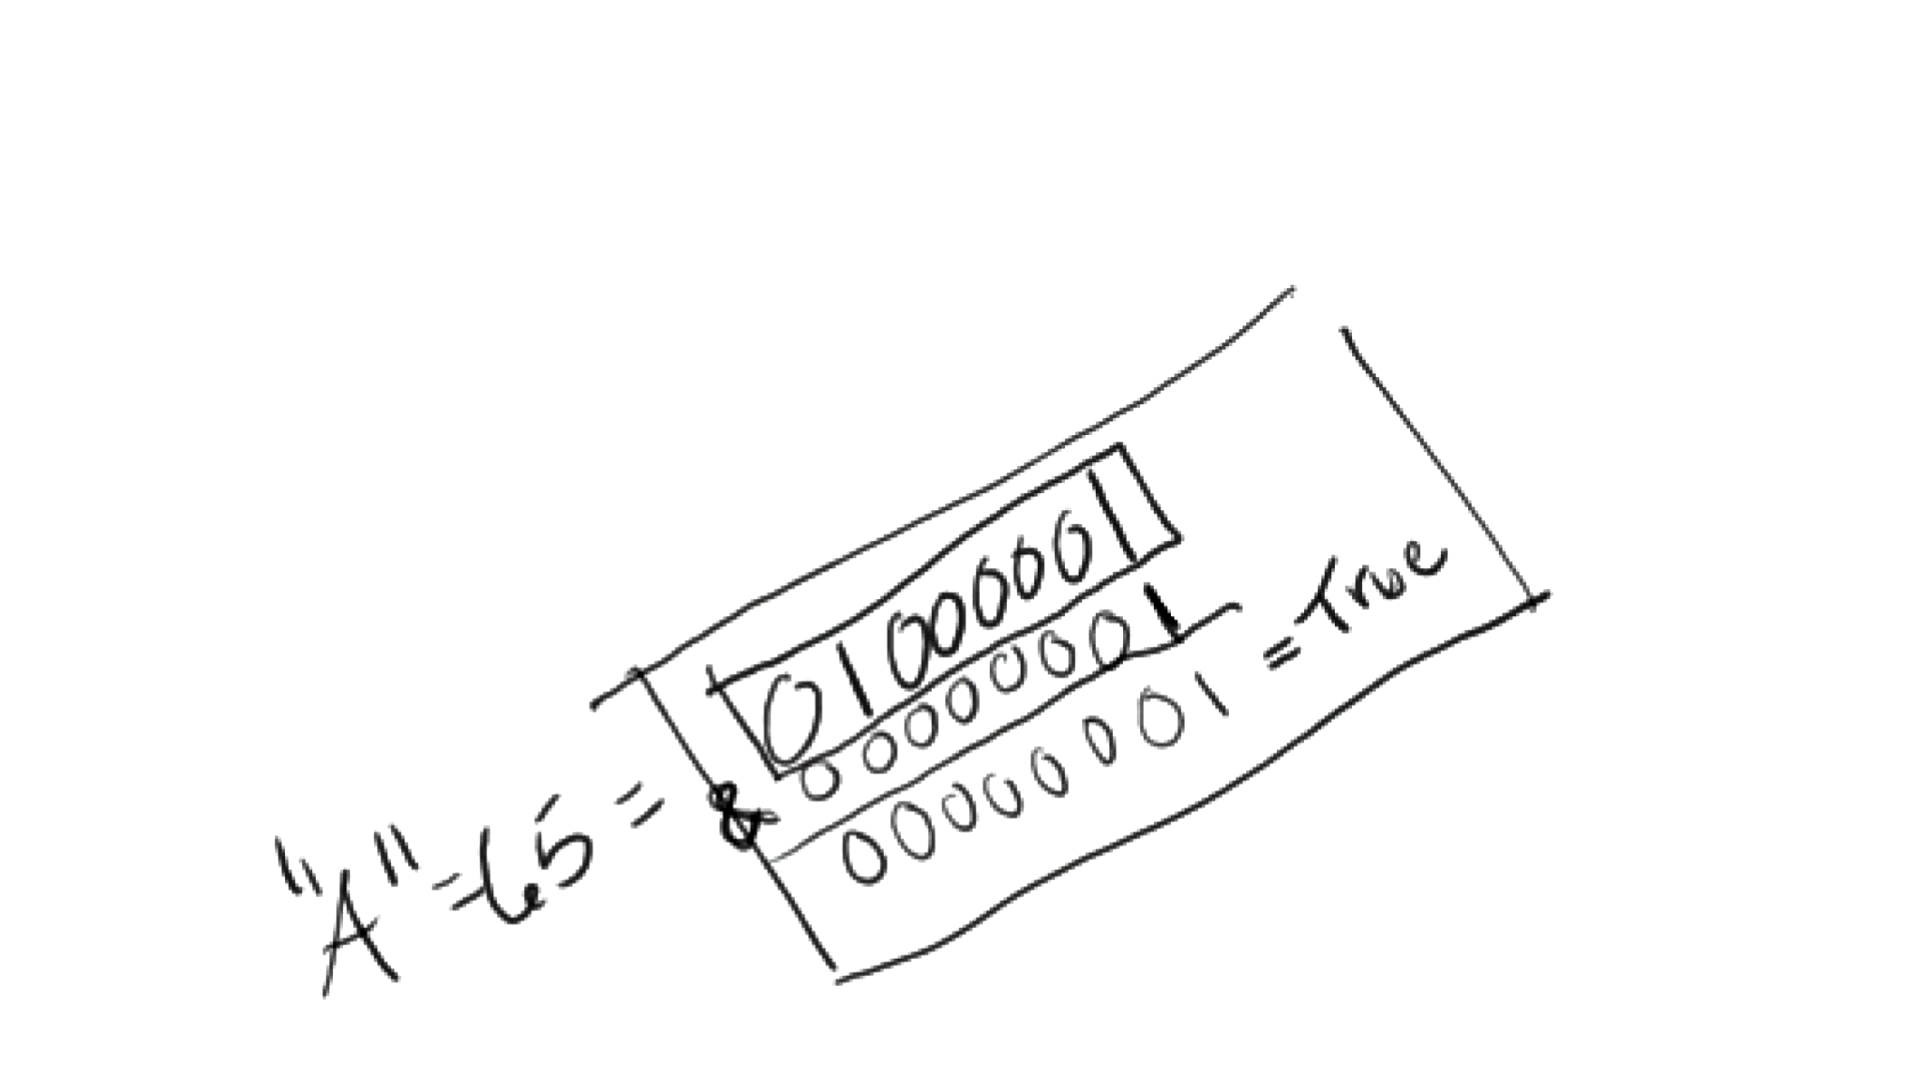 "A" = 65 =
01000001
& 00000001
00000001 = True